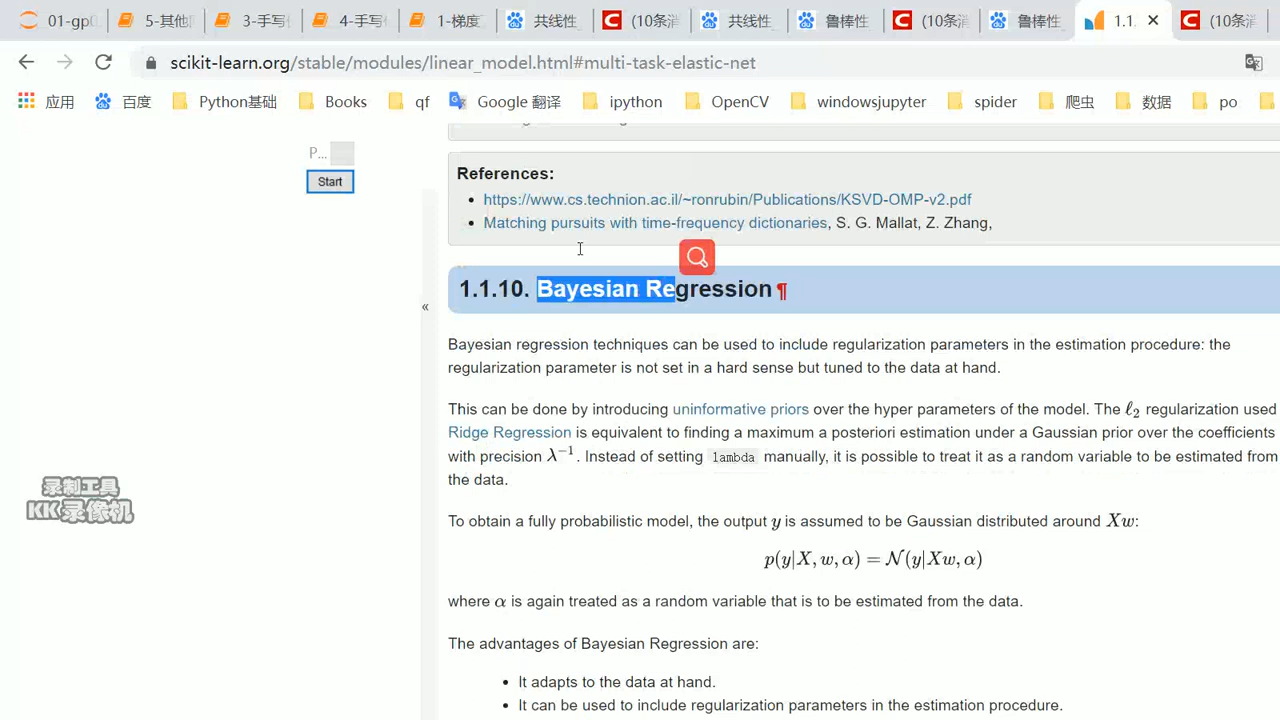 01-gp0
5-其他
3-手写
4-手写
1-梯度
共线性
(10条消
共线性
鲁棒性
(10条消
鲁棒性
1.1.
(10条
scikit-learn.org/stable/modules/linear_model.html#multi-task-elastic-net
应用 百度 Python基础 Books qf Google 翻译 ipython OpenCV windowsjupyter spider 爬虫 数据 po
P...
Start
References:
https://www.cs.technion.ac.il/~ronrubin/Publications/KSVD-OMP-v2.pdf
Matching pursuits with time-frequency dictionaries, S. G. Mallat, Z. Zhang,
«
1.1.10. Bayesian Regression ¶
Bayesian regression techniques can be used to include regularization parameters in the estimation procedure: the
regularization parameter is not set in a hard sense but tuned to the data at hand.
This can be done by introducing uninformative priors over the hyper parameters of the model. The ℓ₂ regularization used
Ridge Regression is equivalent to finding a maximum a posteriori estimation under a Gaussian prior over the coefficients
with precision λ⁻¹. Instead of setting lambda manually, it is possible to treat it as a random variable to be estimated from
the data.
To obtain a fully probabilistic model, the output y is assumed to be Gaussian distributed around Xw:
p(y|X, w, α) = N(y|Xw, α)
where α is again treated as a random variable that is to be estimated from the data.
The advantages of Bayesian Regression are:
• It adapts to the data at hand.
• It can be used to include regularization parameters in the estimation procedure.
录制工具
KK录像机